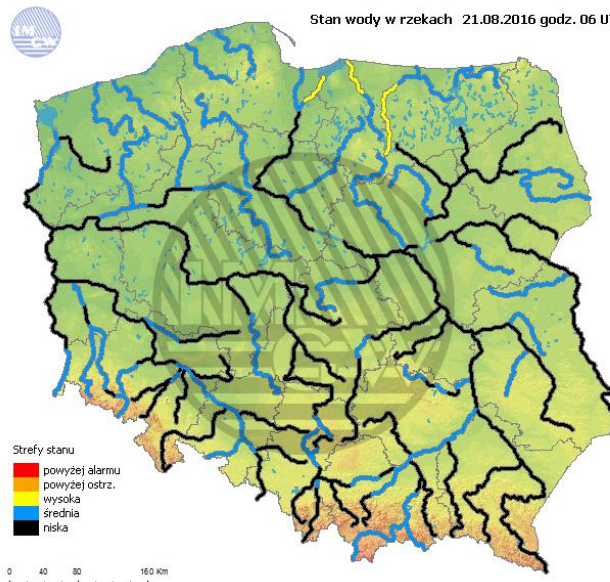 Stan wody w rzekach 21.08.2016 godz. 06 U
IMGW
Strefy stanu
powyżej alarmu
powyżej ostrz.
wysoka
średnia
niska
0 40 80 160 Km